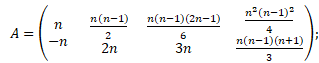 A = ( n  n(n−1)/2  n(n−1)(2n−1)/6  n²(n−1)²/4
−n  2n  3n  n(n−1)(n+1)/3 );